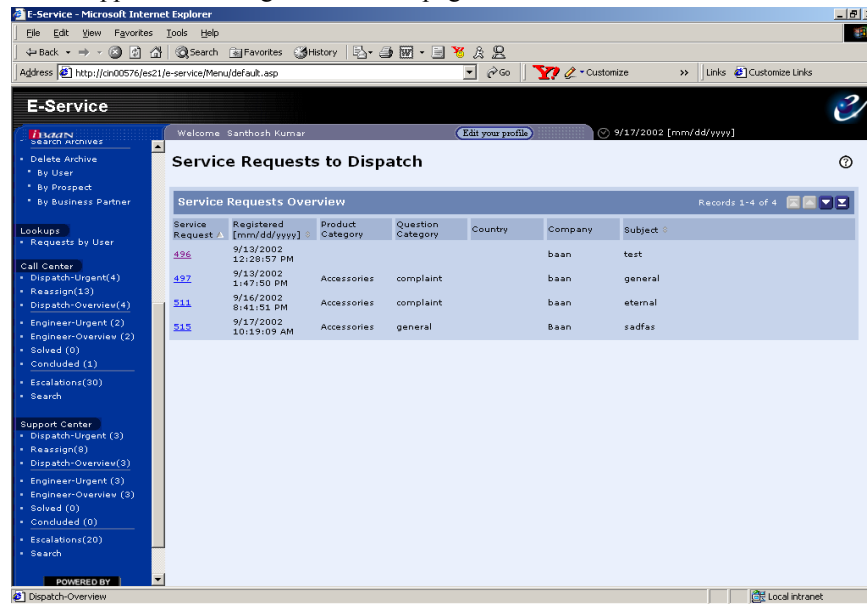 E-Service - Microsoft Internet Explorer
File Edit View Favorites Tools Help
Back Search Favorites History
Address http://cin00576/es21/e-service/Menu/default.asp Go Customize Links Customize Links
E-Service
Welcome Santhosh Kumar Edit your profile 9/17/2002 [mm/dd/yyyy]
Search Archives
Delete Archive
By User
By Prospect
By Business Partner
Lookups
Requests by User
Call Center
Dispatch-Urgent(4)
Reassign(13)
Dispatch-Overview(4)
Engineer-Urgent (2)
Engineer-Overview (2)
Solved (0)
Concluded (1)
Escalations(30)
Search
Support Center
Dispatch-Urgent (3)
Reassign(8)
Dispatch-Overview(3)
Engineer-Urgent (3)
Engineer-Overview (3)
Solved (0)
Concluded (0)
Escalations(20)
Search
POWERED BY
Service Requests to Dispatch
Service Requests Overview Records 1-4 of 4
Service Request Registered [mm/dd/yyyy] Product Category Question Category Country Company Subject
496 9/13/2002 12:28:57 PM baan test
497 9/13/2002 1:47:50 PM Accessories complaint baan general
511 9/16/2002 8:41:51 PM Accessories complaint baan eternal
515 9/17/2002 10:19:09 AM Accessories general Baan sadfas
Dispatch-Overview Local intranet